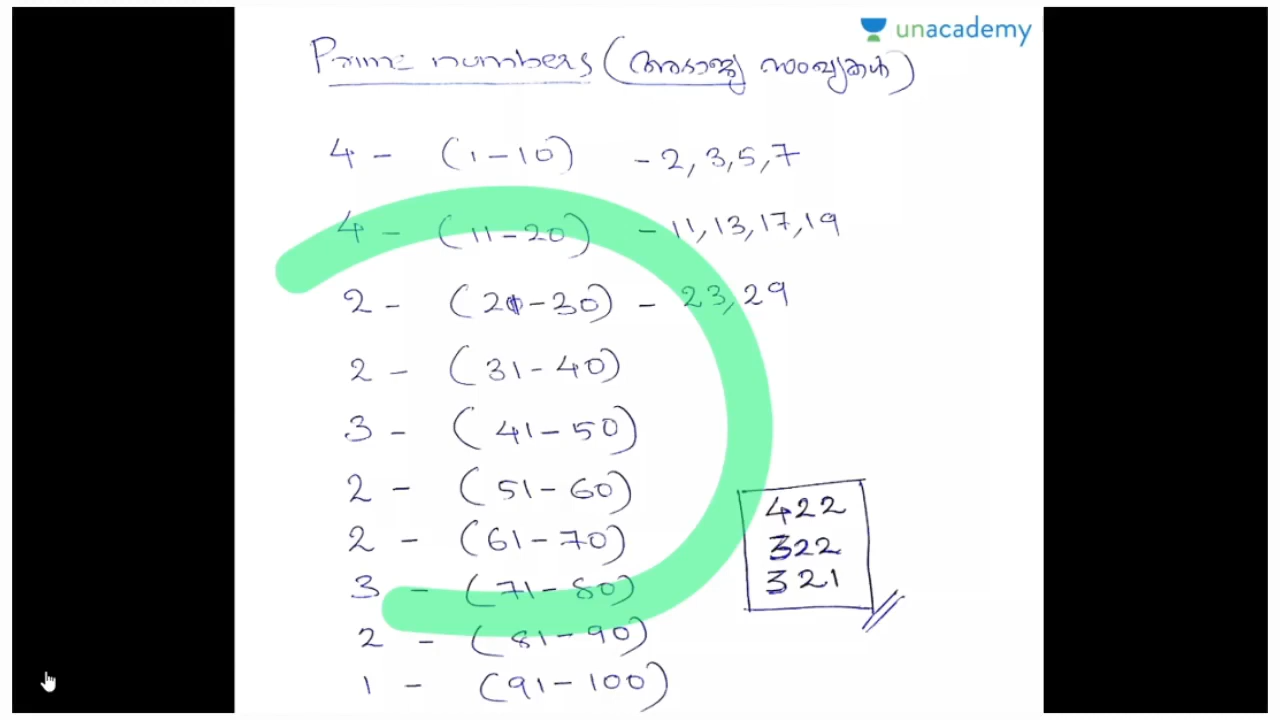 unacademy
Prime numbers (അഭാജ്യ സംഖ്യകൾ)
4 - (1-10) - 2, 3, 5, 7
4 - (11-20) - 11, 13, 17, 19
2 - (21-30) - 23, 29
2 - (31-40)
3 - (41-50)
2 - (51-60)
2 - (61-70)
3 - (71-80)
2 - (81-90)
1 - (91-100)
422
322
321